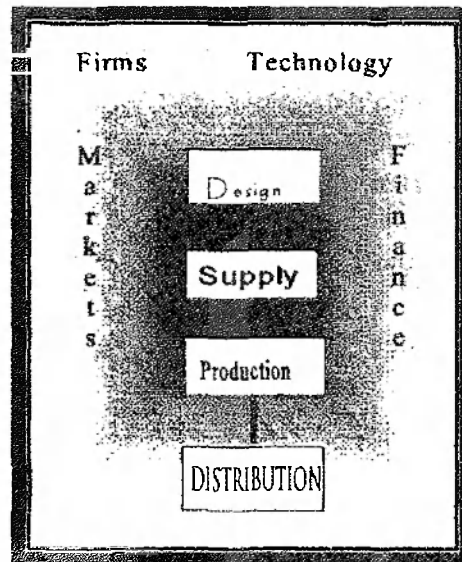 Firms Technology
Markets
Finance
Design
Supply
Production
DISTRIBUTION